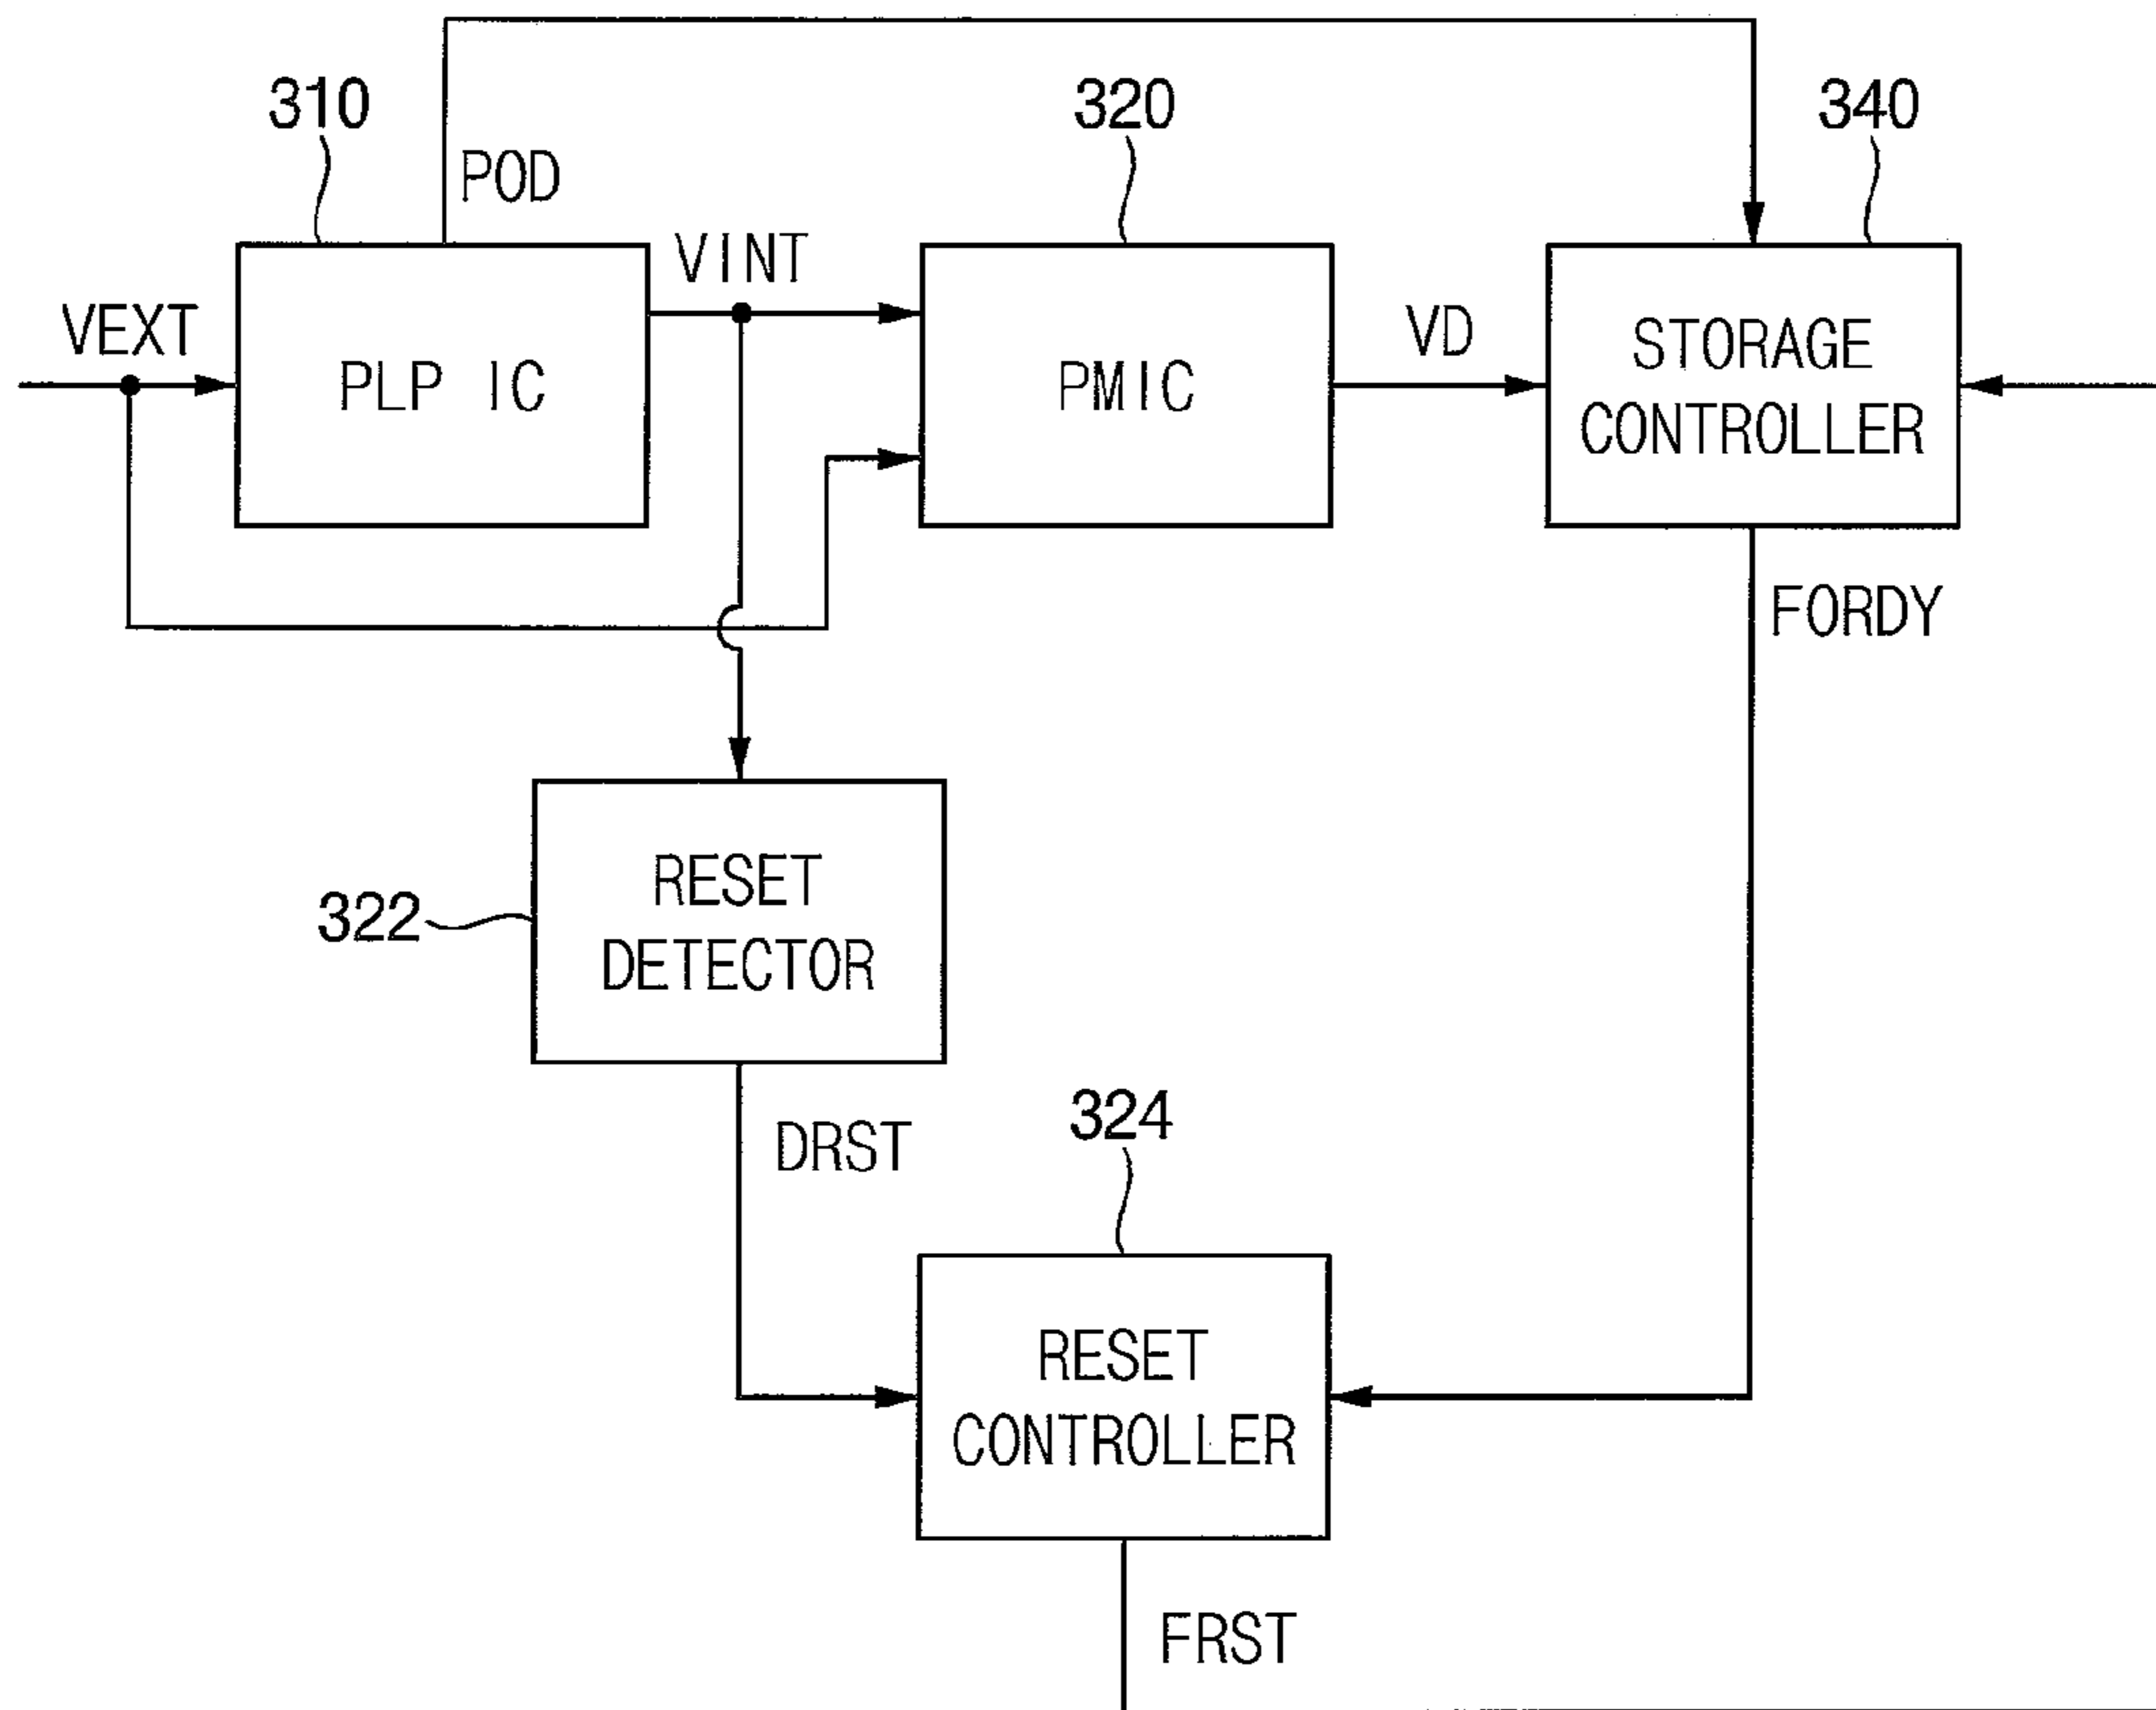 310
320
340
POD
VINT
VEXT
VD
PLP IC
PMIC
STORAGE
CONTROLLER
FORDY
RESET
DETECTOR
322
324
DRST
RESET
CONTROLLER
FRST